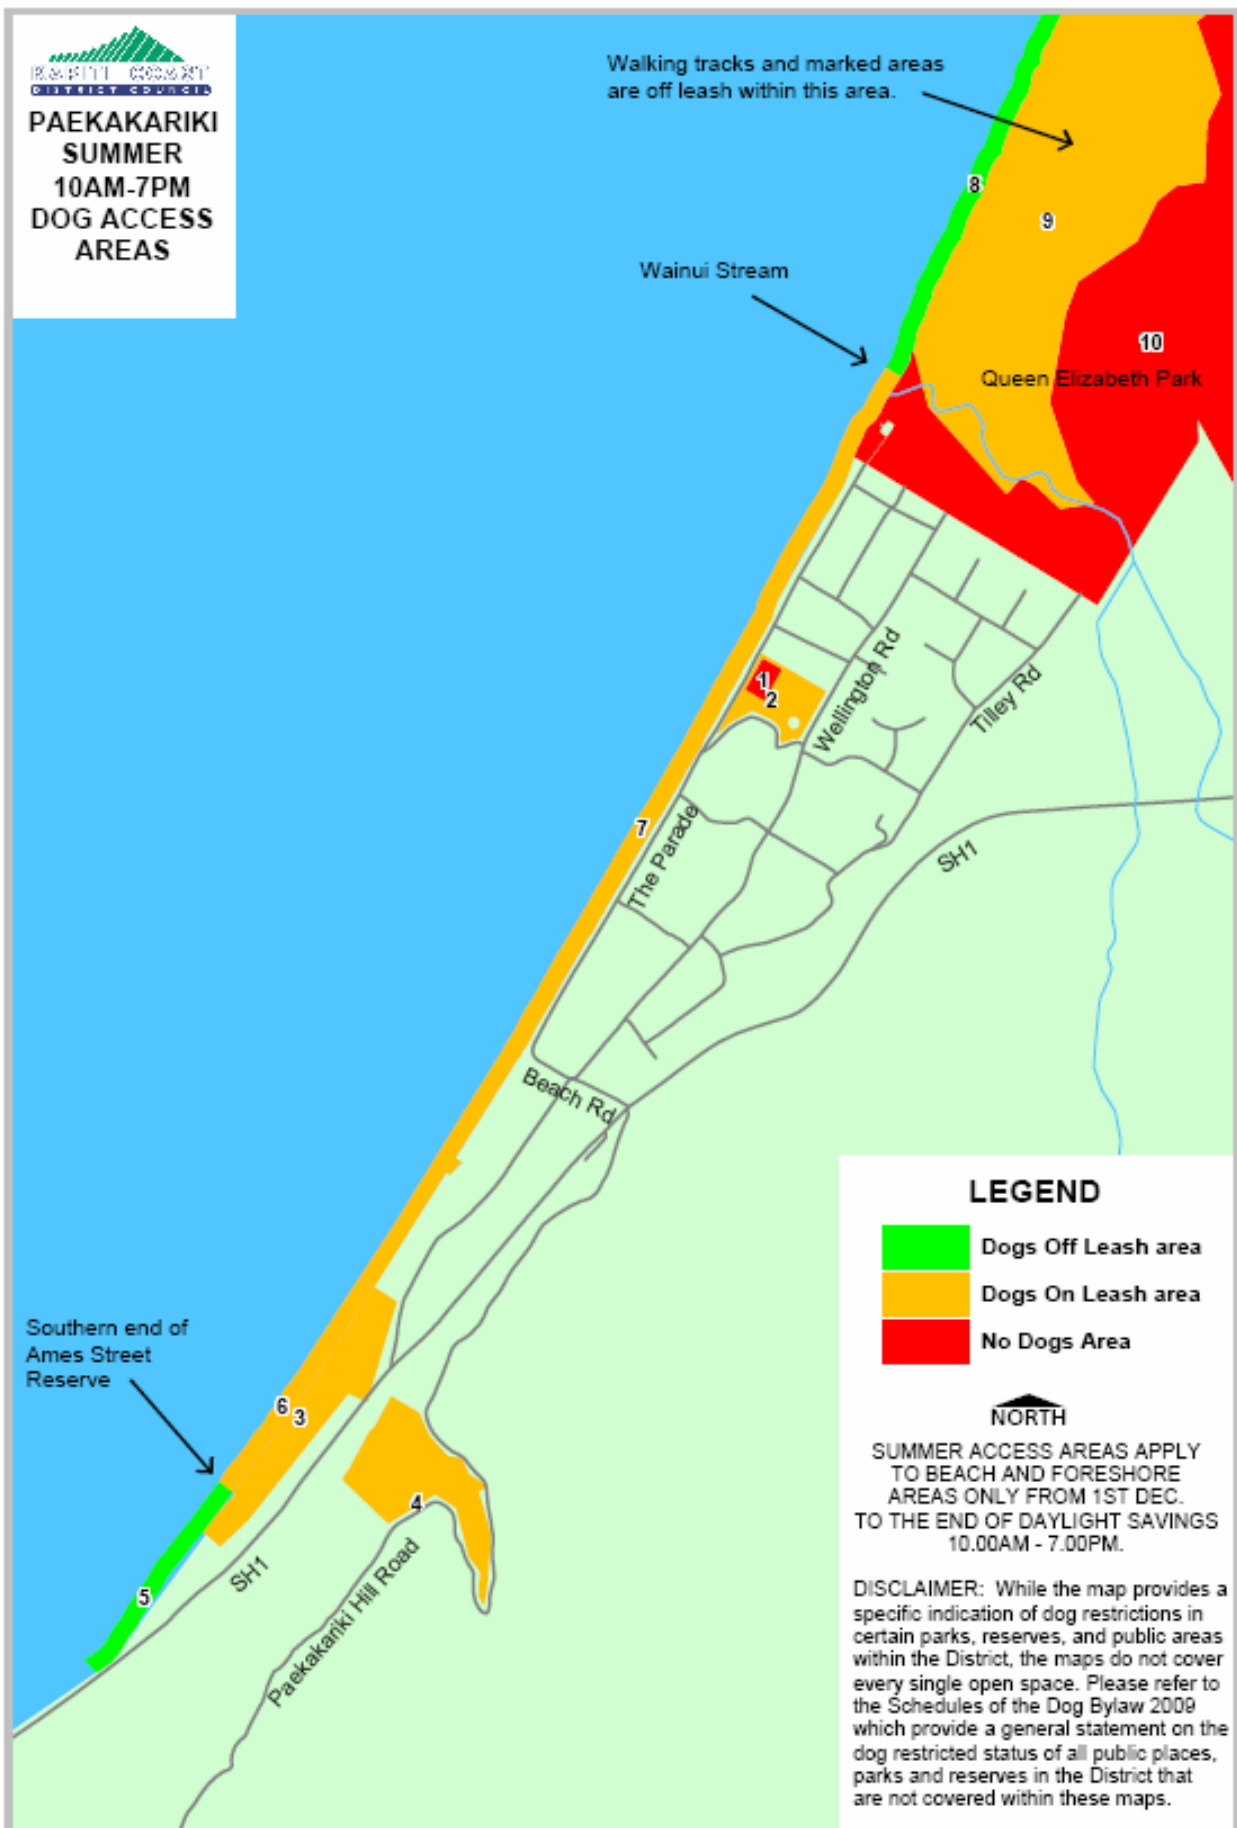 KAPITI COAST
DISTRICT COUNCIL
PAEKAKARIKI
SUMMER
10AM-7PM
DOG ACCESS
AREAS
Walking tracks and marked areas
are off leash within this area.
8
9
Wainui Stream
10
Queen Elizabeth Park
1
2
Wellington Rd
Tilley Rd
7
The Parade
SH1
Beach Rd
Southern end of
Ames Street
Reserve
6
3
4
5
SH1
Paekakariki Hill Road
LEGEND
Dogs Off Leash area
Dogs On Leash area
No Dogs Area
NORTH
SUMMER ACCESS AREAS APPLY
TO BEACH AND FORESHORE
AREAS ONLY FROM 1ST DEC.
TO THE END OF DAYLIGHT SAVINGS
10.00AM - 7.00PM.
DISCLAIMER: While the map provides a
specific indication of dog restrictions in
certain parks, reserves, and public areas
within the District, the maps do not cover
every single open space. Please refer to
the Schedules of the Dog Bylaw 2009
which provide a general statement on the
dog restricted status of all public places,
parks and reserves in the District that
are not covered within these maps.